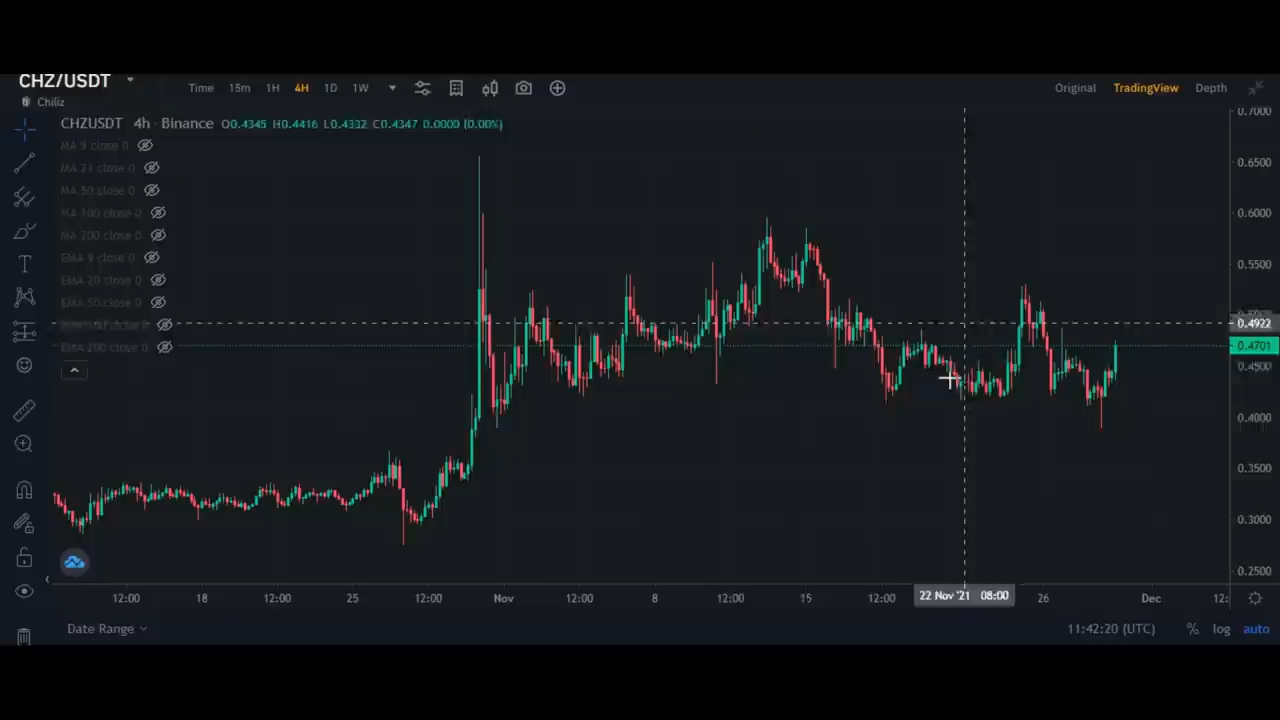 CHZ/USDT
Chiliz
Time 15m 1H 4H 1D 1W
Original TradingView Depth
CHZUSDT 4h Binance O0.4345 H0.4416 L0.4332 C0.4347 0.0000 (0.00%)
MA 9 close 0
MA 21 close 0
MA 50 close 0
MA 100 close 0
MA 200 close 0
EMA 9 close 0
EMA 20 close 0
EMA 50 close 0
close 0
EMA 200 close 0
0.7000
0.6500
0.6000
0.5500
0.4922
0.4701
0.4500
0.4000
0.3500
0.3000
0.2500
12:00 18 12:00 25 12:00 Nov 12:00 8 12:00 15 12:00 22 Nov '21 08:00 26 Dec 12:
Date Range 11:42:20 (UTC) % log auto